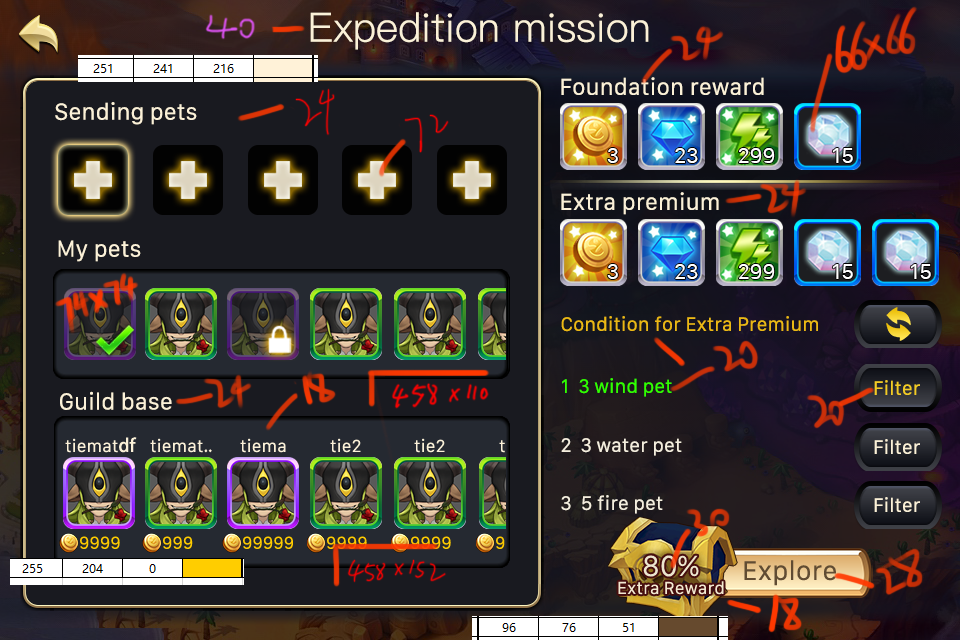 40 Expedition mission
251 241 216
24
66x66
Foundation reward
Sending pets
24
3 23 299 15
72
Extra premium
24
3 23 299 15 15
My pets
74x74
Condition for Extra Premium
20
1 3 wind pet
Filter
20
458 x 110
Guild base
24
18
2 3 water pet
Filter
tiematdf tiemat.. tiema tie2 tie2 t
3 5 fire pet
Filter
9999 999 99999 9999 9999 9
458 x 152
255 204 0
30
80%
Extra Reward
18
Explore
28
96 76 51